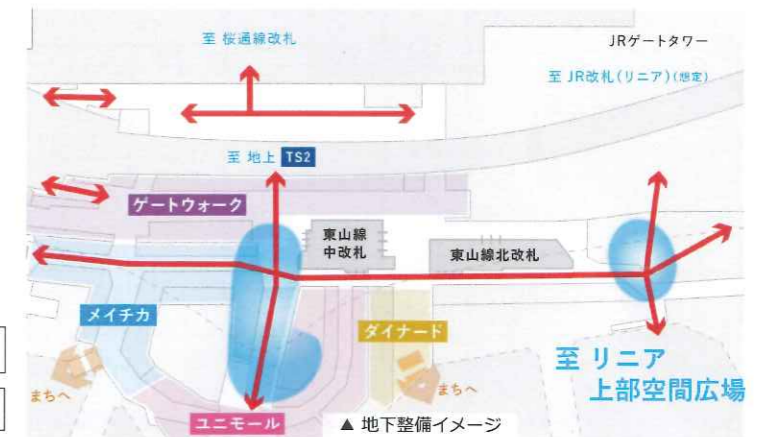 至 桜通線改札
JRゲートタワー
至 JR改札(リニア)(想定)
至 地上 TS2
ゲートウォーク
東山線
中改札
東山線北改札
メイチカ
ダイナード
まちへ
まちへ
至 リニア
上部空間広場
ユニモール
▲ 地下整備イメージ